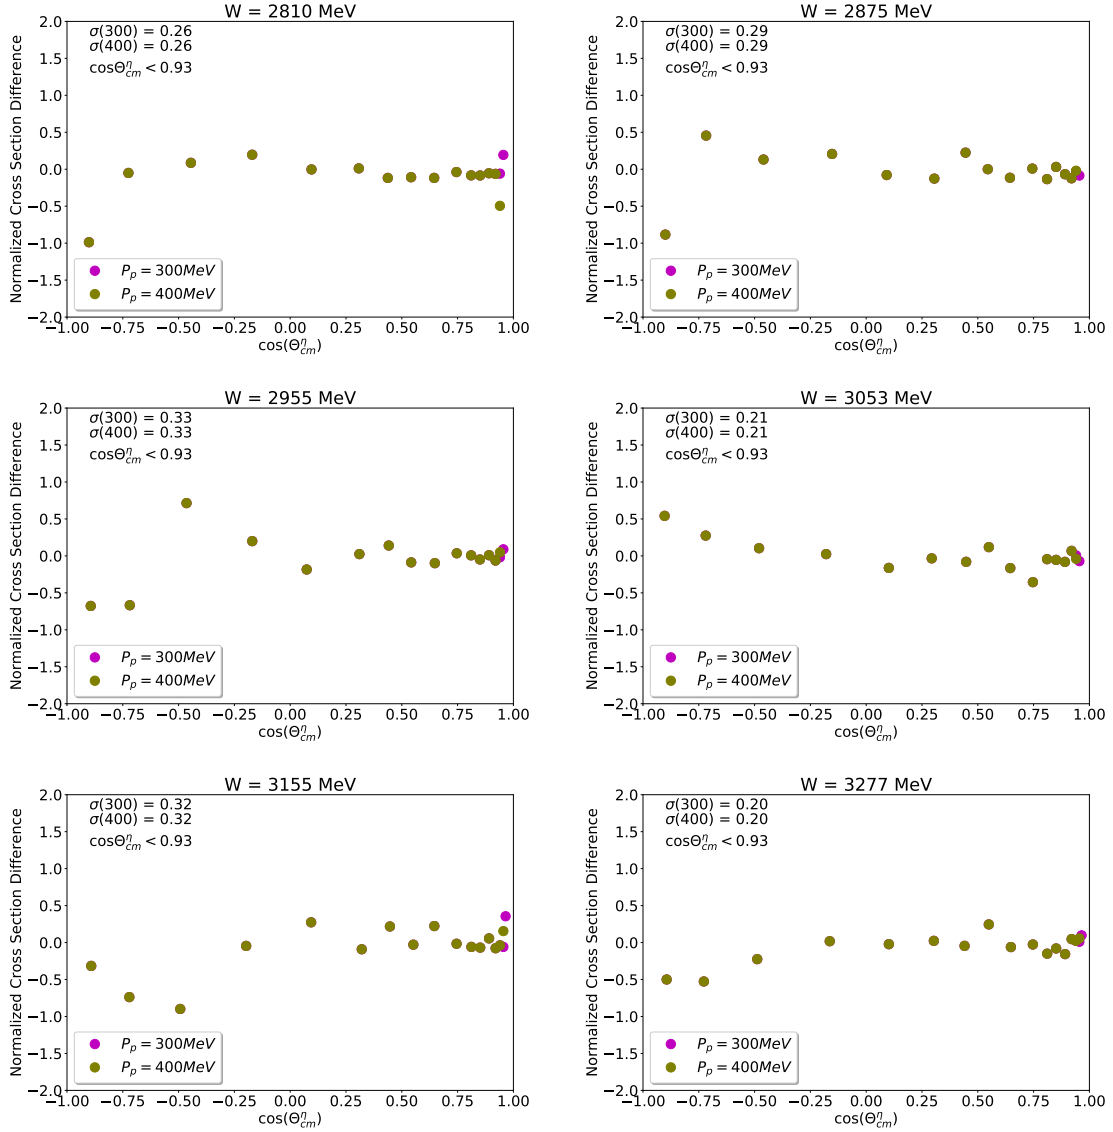 W = 2810 MeV
Normalized Cross Section Difference
2.0
1.5
1.0
0.5
0.0
−0.5
−1.0
−1.5
−2.0
σ(300) = 0.26
σ(400) = 0.26
cosΘ^η_cm < 0.93
P_p = 300MeV
P_p = 400MeV
−1.00 −0.75 −0.50 −0.25 0.00 0.25 0.50 0.75 1.00
cos(Θ^η_cm)
W = 2875 MeV
Normalized Cross Section Difference
2.0
1.5
1.0
0.5
0.0
−0.5
−1.0
−1.5
−2.0
σ(300) = 0.29
σ(400) = 0.29
cosΘ^η_cm < 0.93
P_p = 300MeV
P_p = 400MeV
−1.00 −0.75 −0.50 −0.25 0.00 0.25 0.50 0.75 1.00
cos(Θ^η_cm)
W = 2955 MeV
Normalized Cross Section Difference
2.0
1.5
1.0
0.5
0.0
−0.5
−1.0
−1.5
−2.0
σ(300) = 0.33
σ(400) = 0.33
cosΘ^η_cm < 0.93
P_p = 300MeV
P_p = 400MeV
−1.00 −0.75 −0.50 −0.25 0.00 0.25 0.50 0.75 1.00
cos(Θ^η_cm)
W = 3053 MeV
Normalized Cross Section Difference
2.0
1.5
1.0
0.5
0.0
−0.5
−1.0
−1.5
−2.0
σ(300) = 0.21
σ(400) = 0.21
cosΘ^η_cm < 0.93
P_p = 300MeV
P_p = 400MeV
−1.00 −0.75 −0.50 −0.25 0.00 0.25 0.50 0.75 1.00
cos(Θ^η_cm)
W = 3155 MeV
Normalized Cross Section Difference
2.0
1.5
1.0
0.5
0.0
−0.5
−1.0
−1.5
−2.0
σ(300) = 0.32
σ(400) = 0.32
cosΘ^η_cm < 0.93
P_p = 300MeV
P_p = 400MeV
−1.00 −0.75 −0.50 −0.25 0.00 0.25 0.50 0.75 1.00
cos(Θ^η_cm)
W = 3277 MeV
Normalized Cross Section Difference
2.0
1.5
1.0
0.5
0.0
−0.5
−1.0
−1.5
−2.0
σ(300) = 0.20
σ(400) = 0.20
cosΘ^η_cm < 0.93
P_p = 300MeV
P_p = 400MeV
−1.00 −0.75 −0.50 −0.25 0.00 0.25 0.50 0.75 1.00
cos(Θ^η_cm)